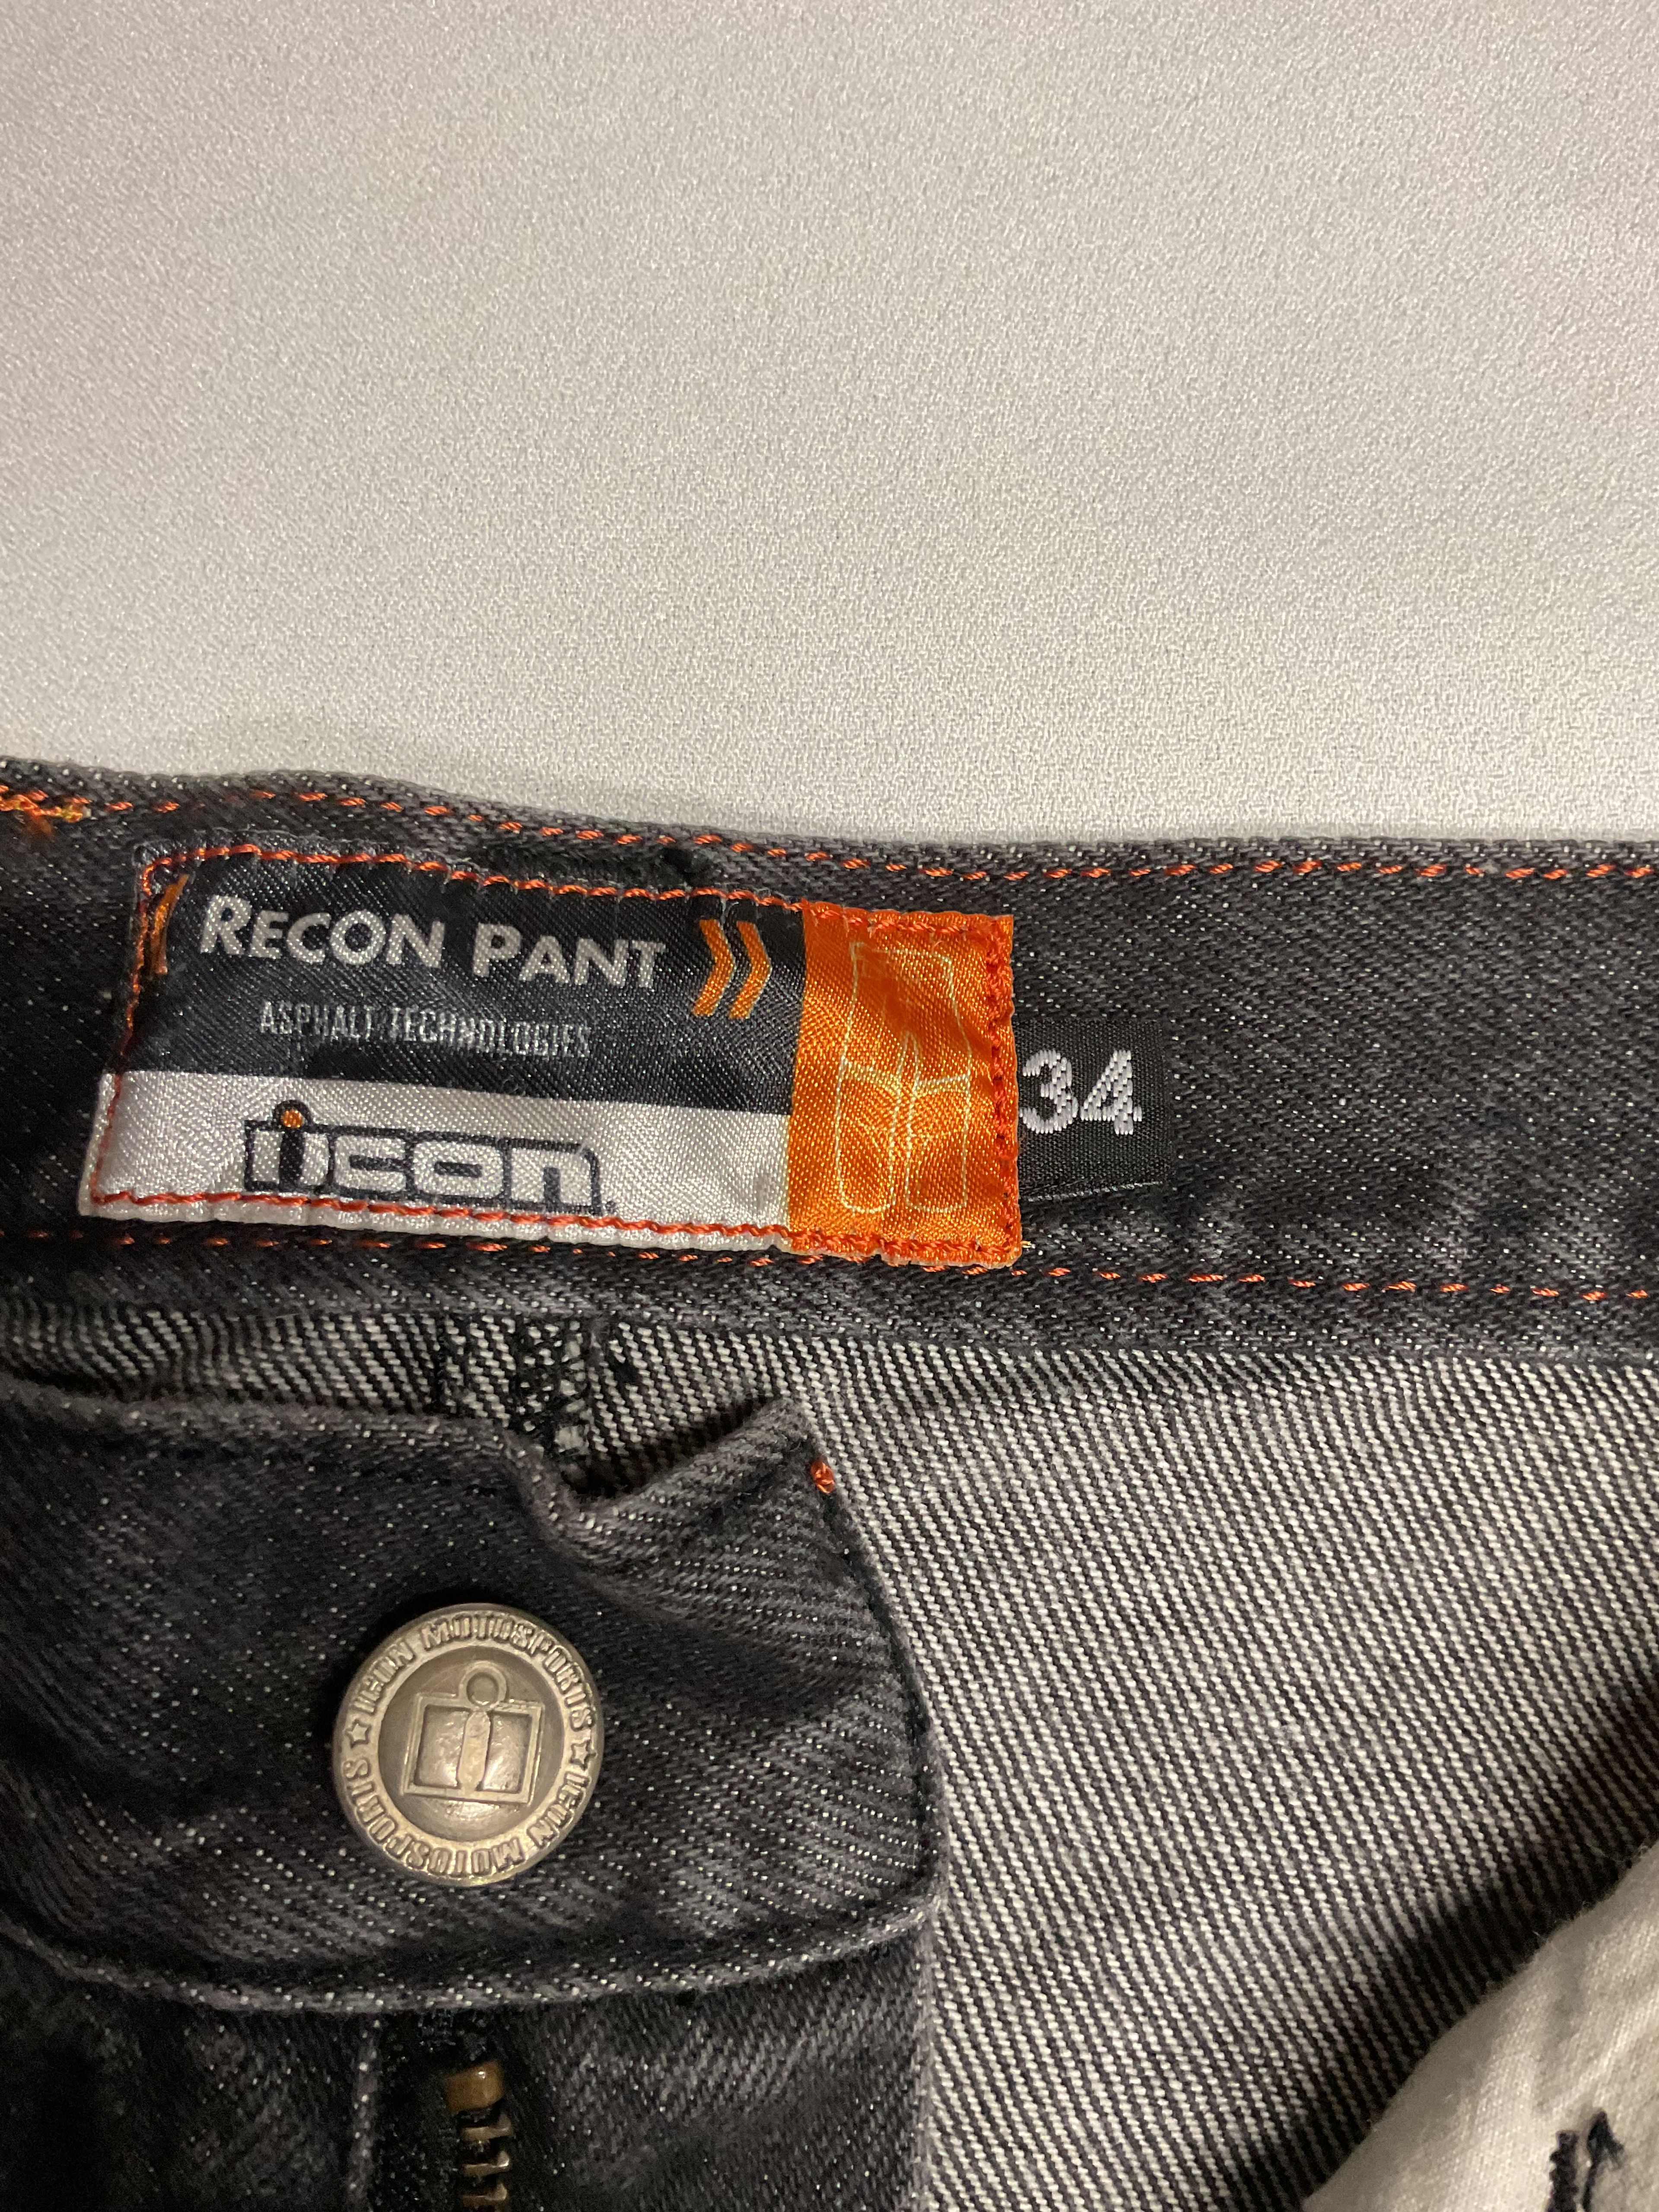 RECON PANT
ASPHALT TECHNOLOGIES
icon
34
ICON MOTOSPORTS ★ ICON MOTOSPORTS ★